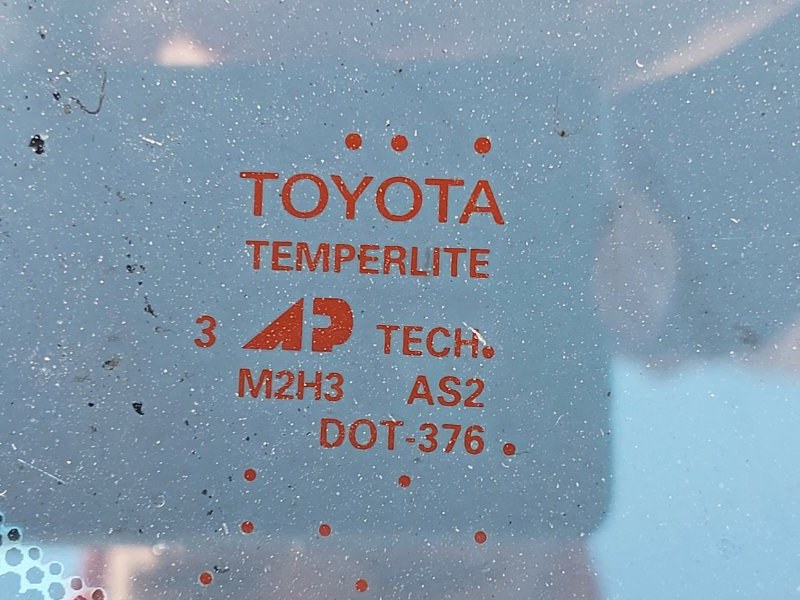 TOYOTA
TEMPERLITE
3 AP TECH.
M2H3 AS2
DOT-376